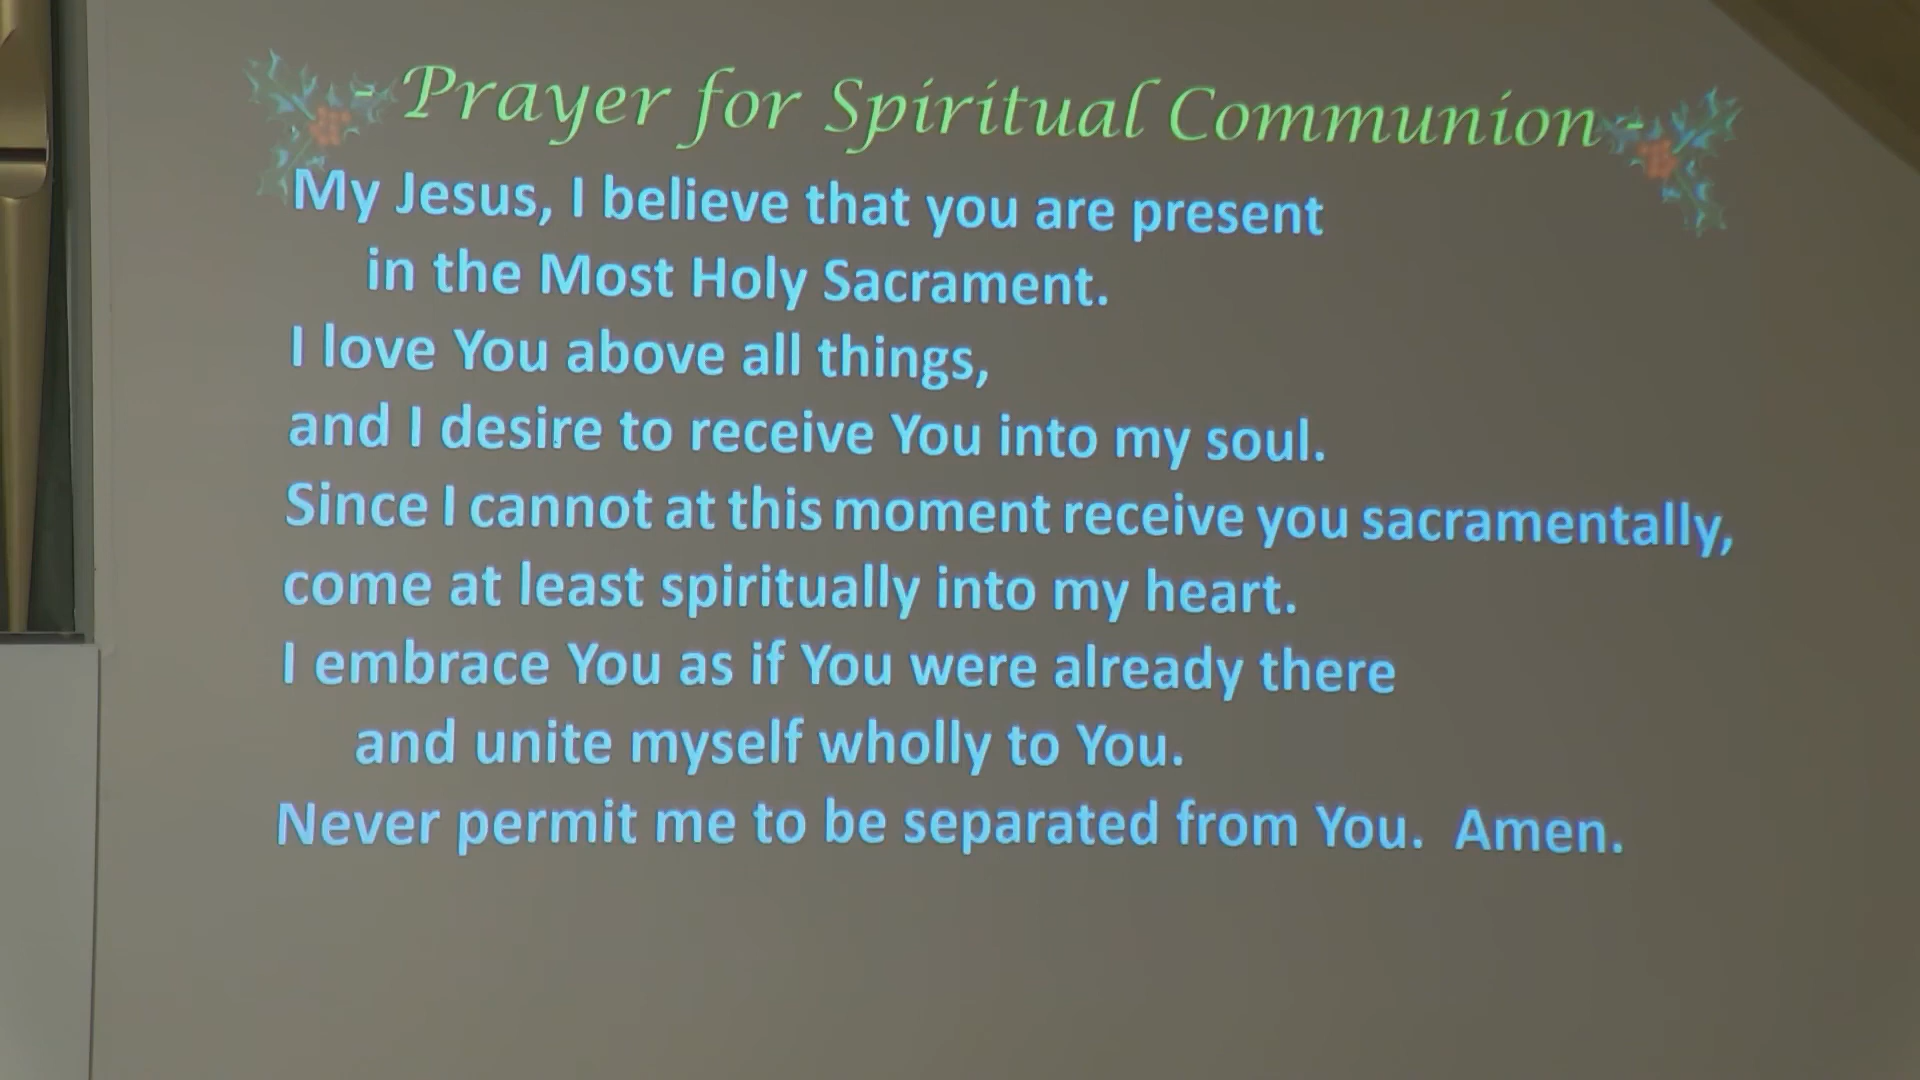 - Prayer for Spiritual Communion -
My Jesus, I believe that you are present
in the Most Holy Sacrament.
I love You above all things,
and I desire to receive You into my soul.
Since I cannot at this moment receive you sacramentally,
come at least spiritually into my heart.
I embrace You as if You were already there
and unite myself wholly to You.
Never permit me to be separated from You.  Amen.